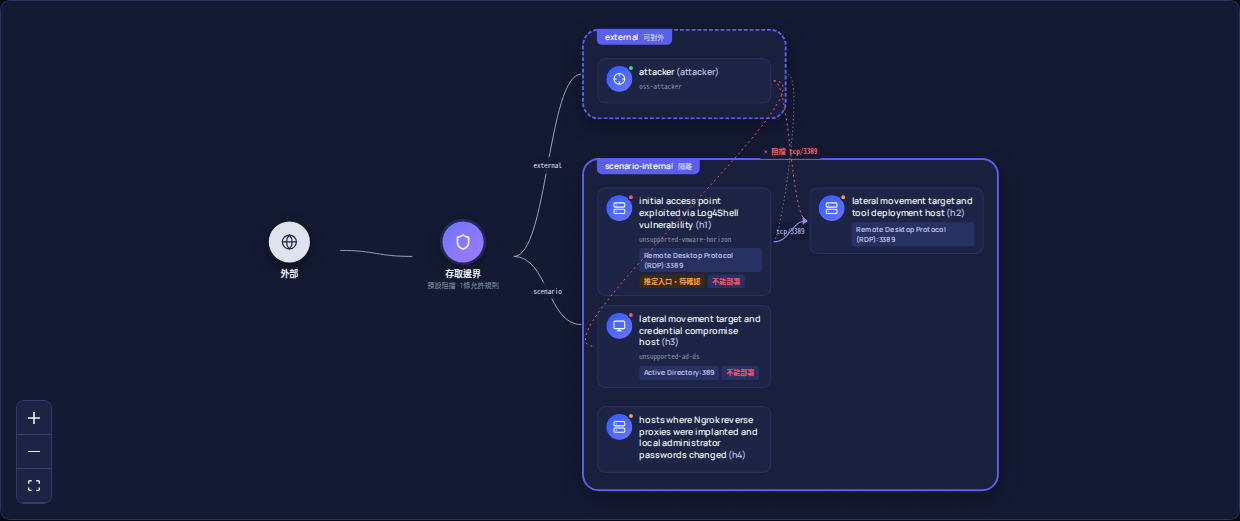 external 可對外
attacker (attacker)
oss-attacker
external
× 阻擋 tcp/3389
scenario-internal 隔離
initial access point
exploited via Log4Shell
vulnerability (h1)
unsupported-vmware-horizon
Remote Desktop Protocol
(RDP):3389
推定入口・待確認 不能部署
tcp/3389
lateral movement target and
tool deployment host (h2)
Remote Desktop Protocol
(RDP):3389
外部
存取邊界
預設阻擋·1條允許規則
scenario
lateral movement target and
credential compromise
host (h3)
unsupported-ad-ds
Active Directory:389 不能部署
hosts where Ngrok reverse
proxies were implanted and
local administrator
passwords changed (h4)